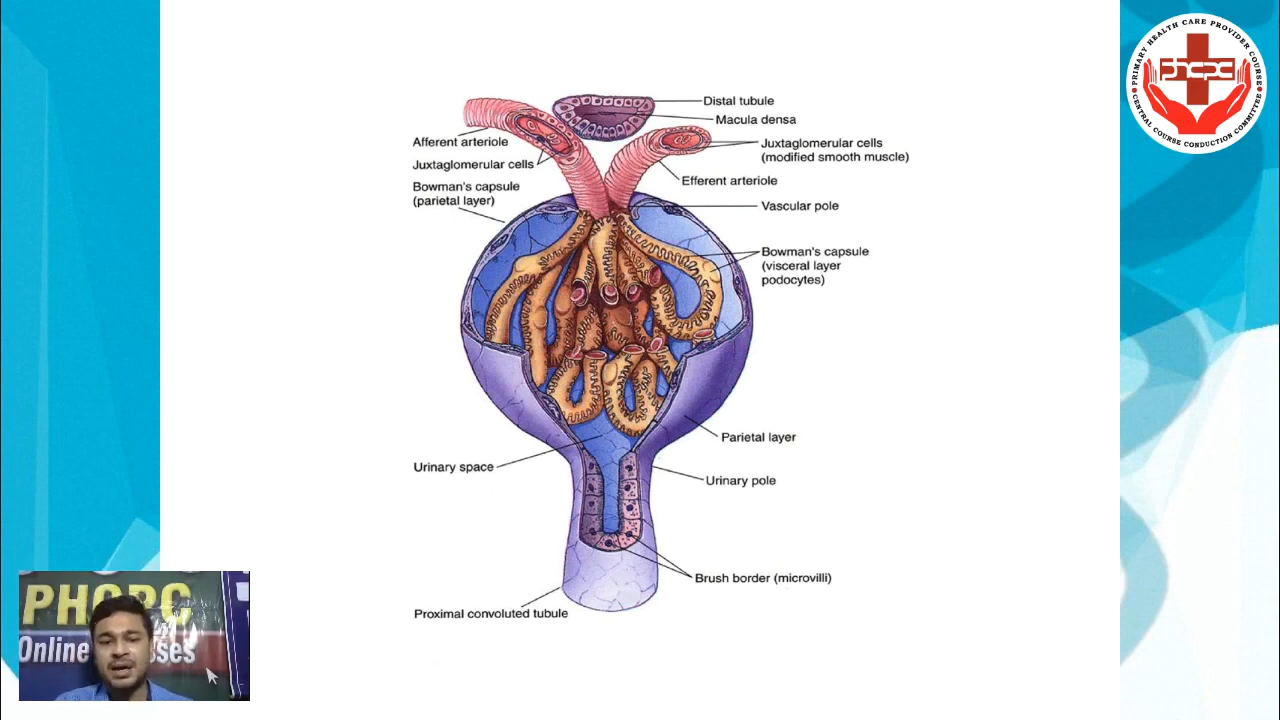 PRIMARY HEALTH CARE PROVIDER COURSE
phcpc
CENTRAL COURSE CONDUCTION COMMITTEE
Distal tubule
Macula densa
Afferent arteriole
Juxtaglomerular cells
(modified smooth muscle)
Juxtaglomerular cells
Efferent arteriole
Bowman's capsule
(parietal layer)
Vascular pole
Bowman's capsule
(visceral layer
podocytes)
Parietal layer
Urinary space
Urinary pole
Brush border (microvilli)
Proximal convoluted tubule
PHCPC
Online